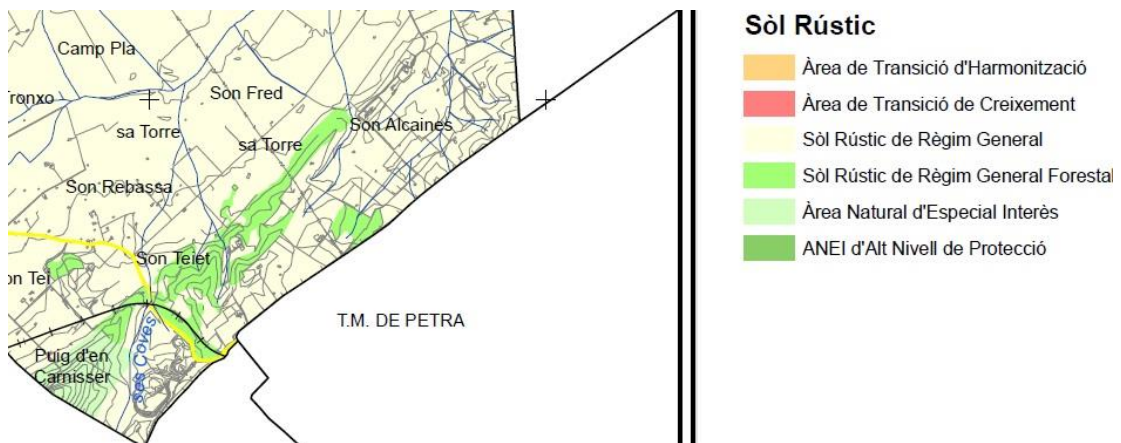 Camp Pla
ronxo
Son Fred
sa Torre
sa Torre
Son Alcaines
Son Rebassa
Son Teiet
on Tei
Puig d'en
Carnisser
ses Coves
T.M. DE PETRA
Sòl Rústic
Àrea de Transició d'Harmonització
Àrea de Transició de Creixement
Sòl Rústic de Règim General
Sòl Rústic de Règim General Forestal
Àrea Natural d'Especial Interès
ANEI d'Alt Nivell de Protecció